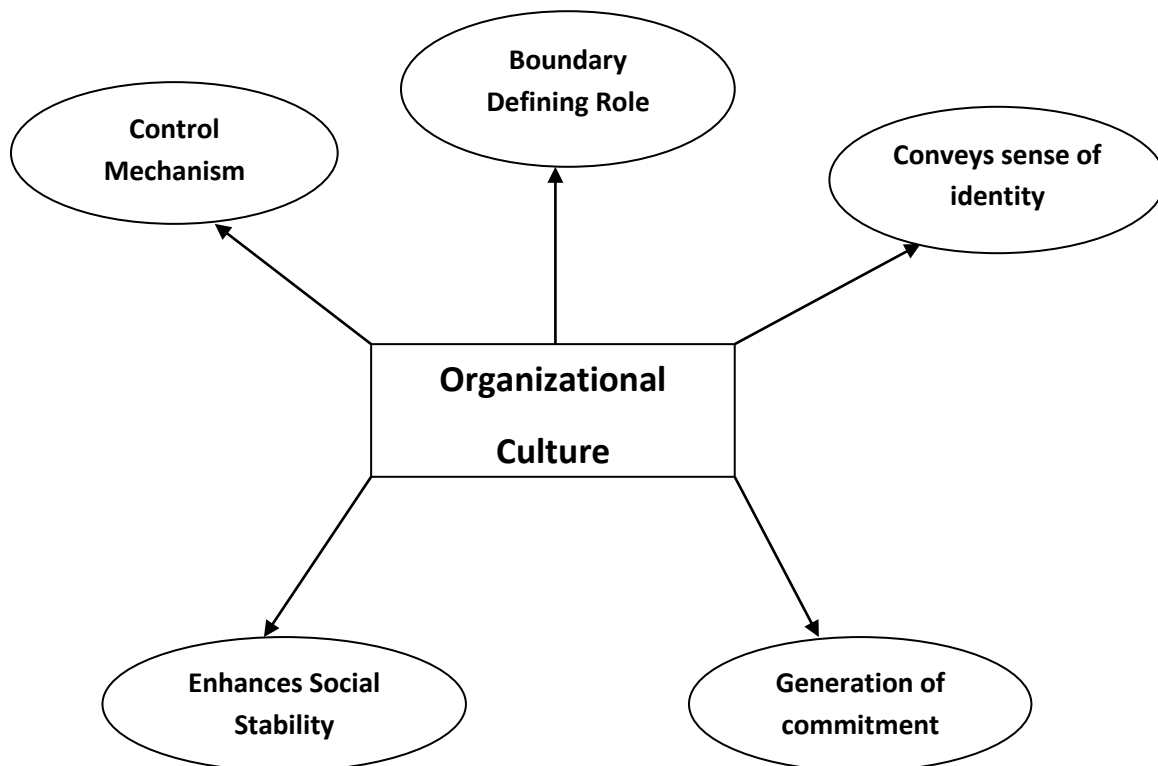 Boundary
Defining Role
Control
Mechanism
Conveys sense of
identity
Organizational
Culture
Enhances Social
Stability
Generation of
commitment